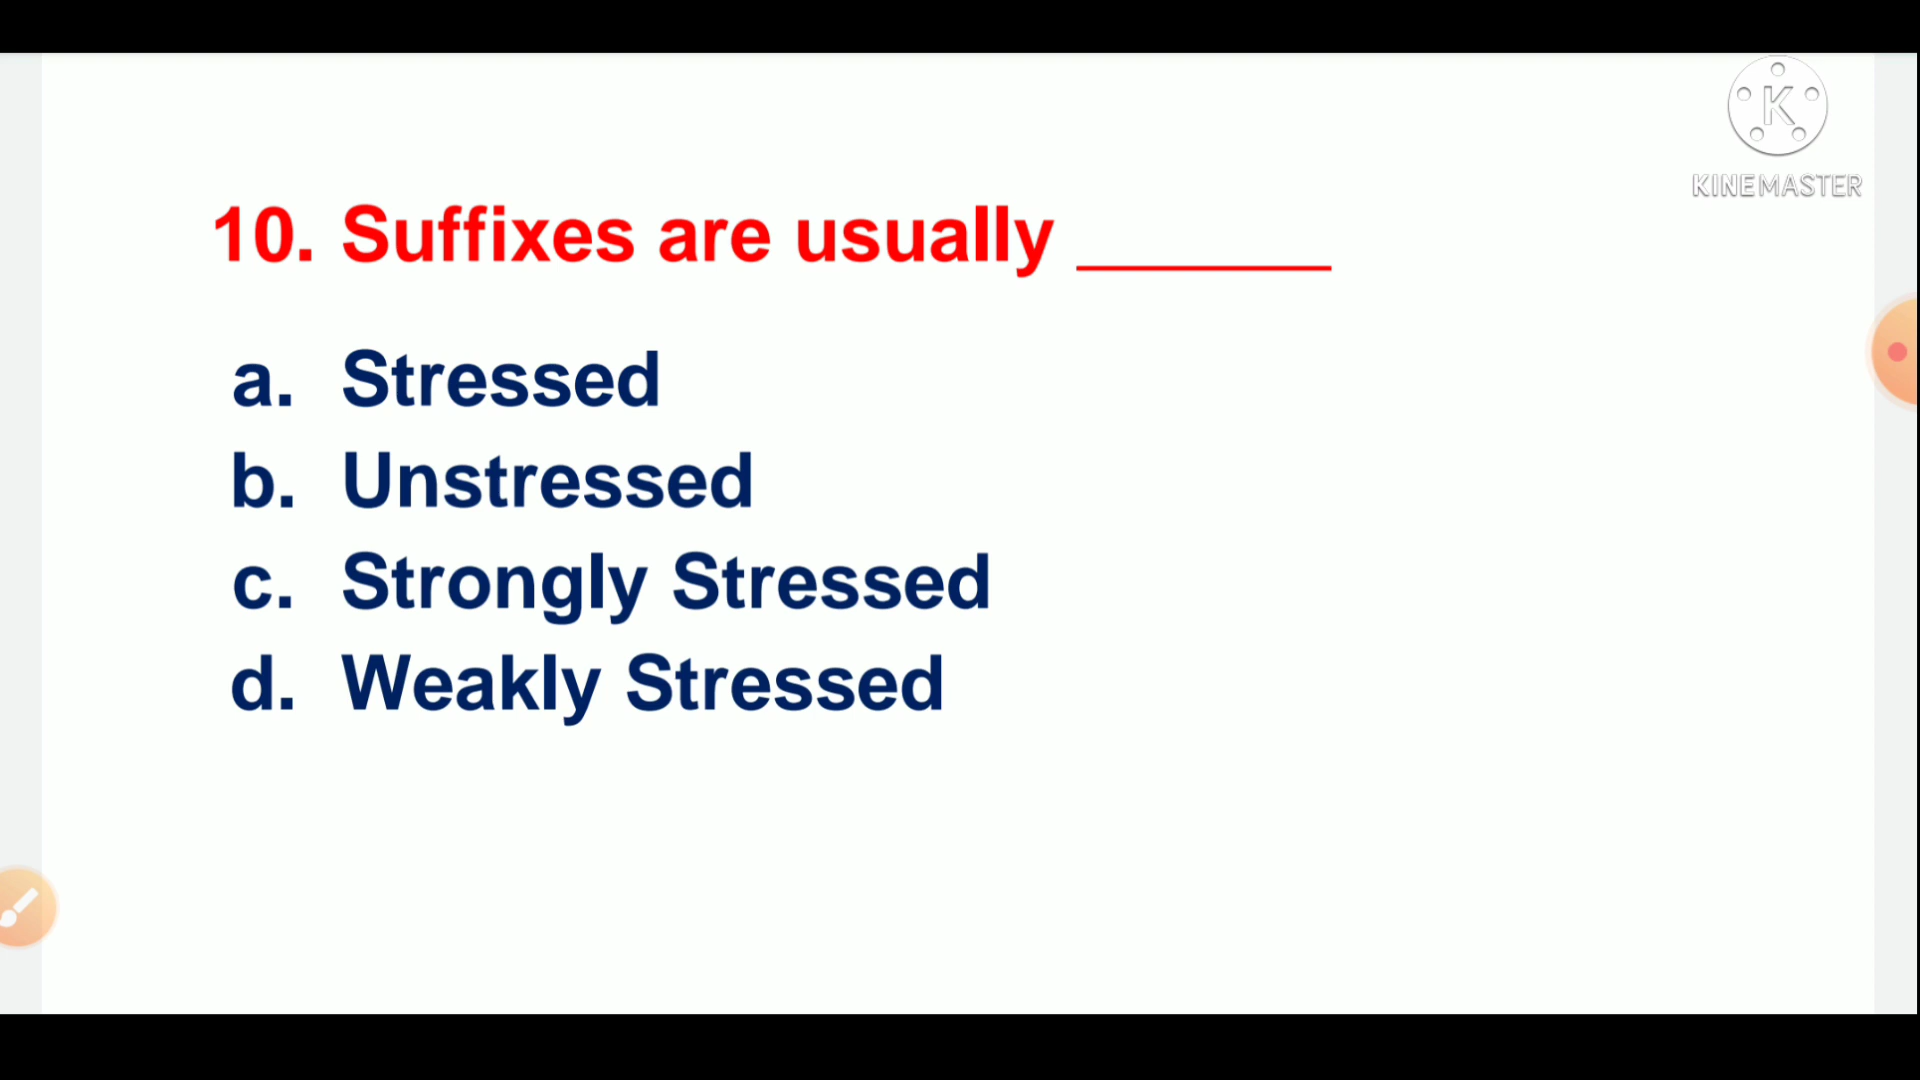 K
KINEMASTER
10. Suffixes are usually ______
a. Stressed
b. Unstressed
c. Strongly Stressed
d. Weakly Stressed